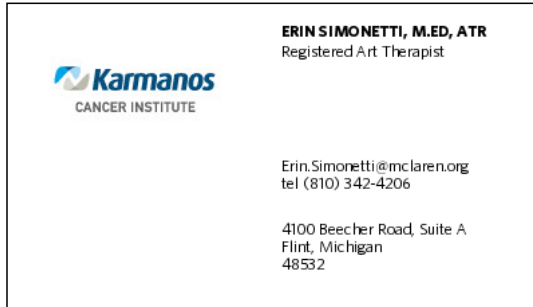 ERIN SIMONETTI, M.ED, ATR
Registered Art Therapist
Karmanos
CANCER INSTITUTE
Erin.Simonetti@mclaren.org
tel (810) 342-4206
4100 Beecher Road, Suite A
Flint, Michigan
48532